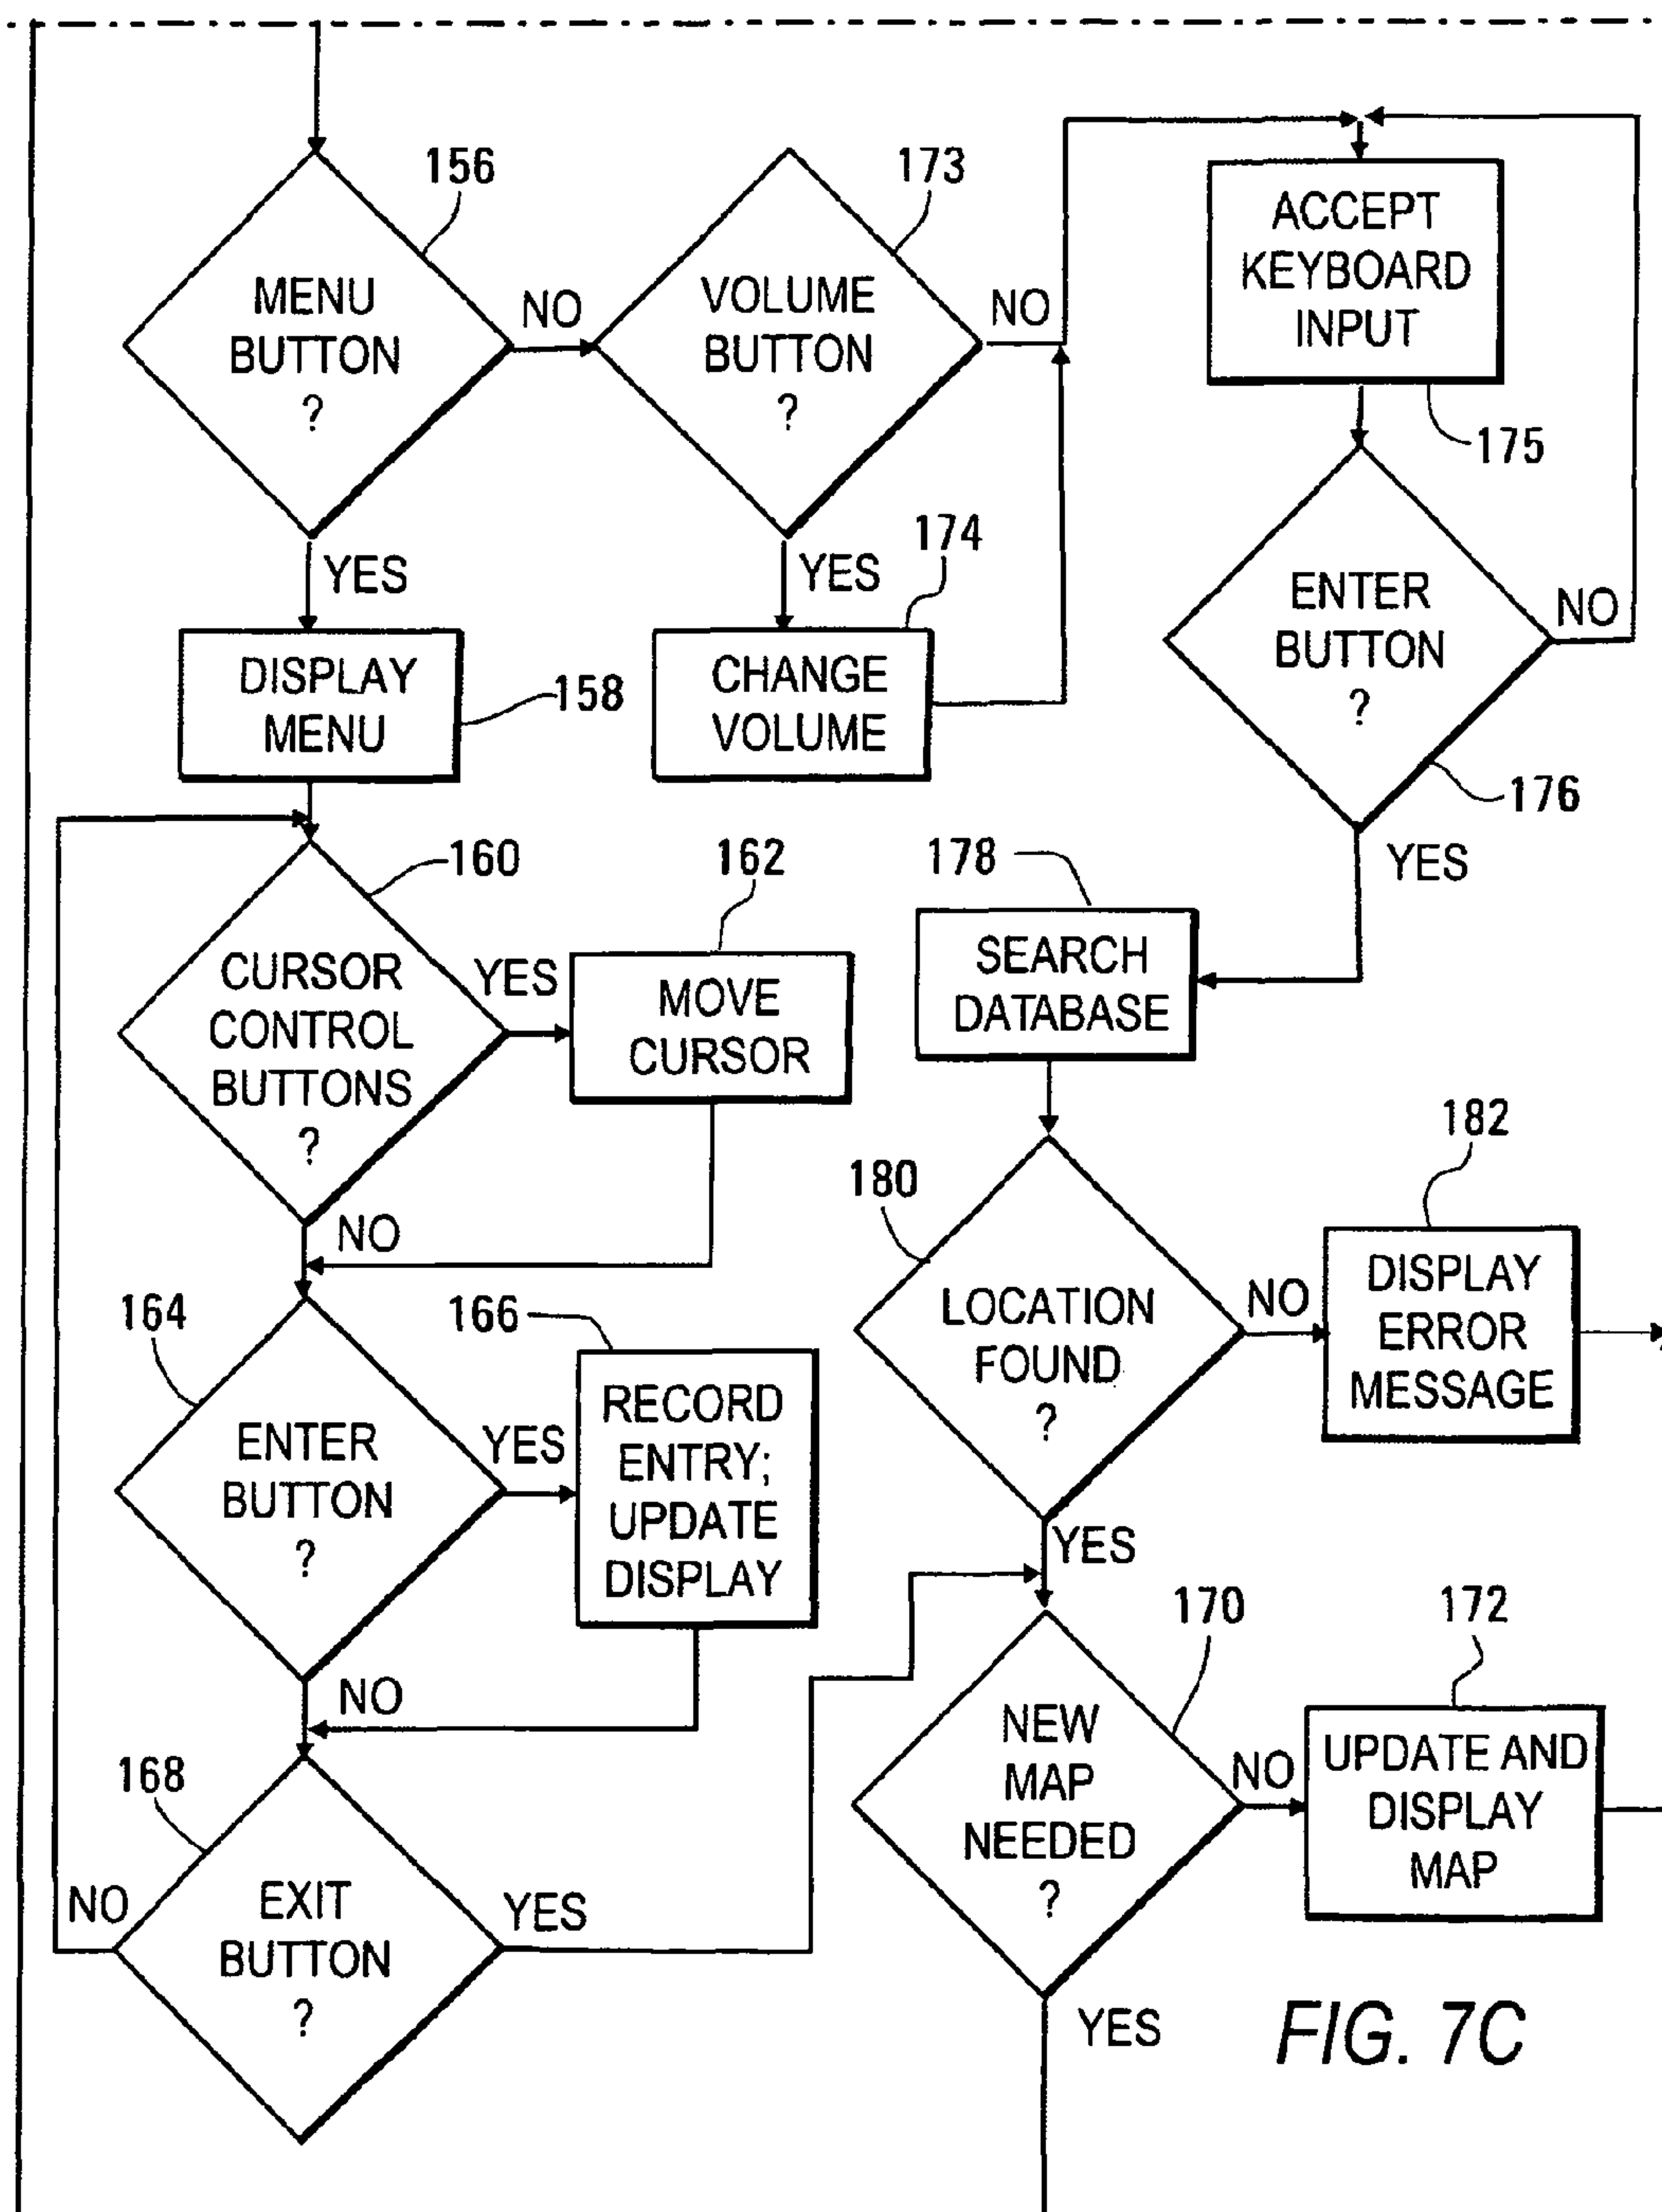 156
MENU
BUTTON
?
NO
YES
173
VOLUME
BUTTON
?
NO
YES
ACCEPT
KEYBOARD
INPUT
175
DISPLAY
MENU
158
174
CHANGE
VOLUME
ENTER
BUTTON
?
NO
176
YES
160
CURSOR
CONTROL
BUTTONS
?
YES
NO
162
MOVE
CURSOR
178
SEARCH
DATABASE
180
LOCATION
FOUND
?
NO
YES
182
DISPLAY
ERROR
MESSAGE
164
ENTER
BUTTON
?
YES
NO
166
RECORD
ENTRY;
UPDATE
DISPLAY
168
EXIT
BUTTON
?
NO
YES
170
NEW
MAP
NEEDED
?
NO
YES
172
UPDATE AND
DISPLAY
MAP
FIG. 7C